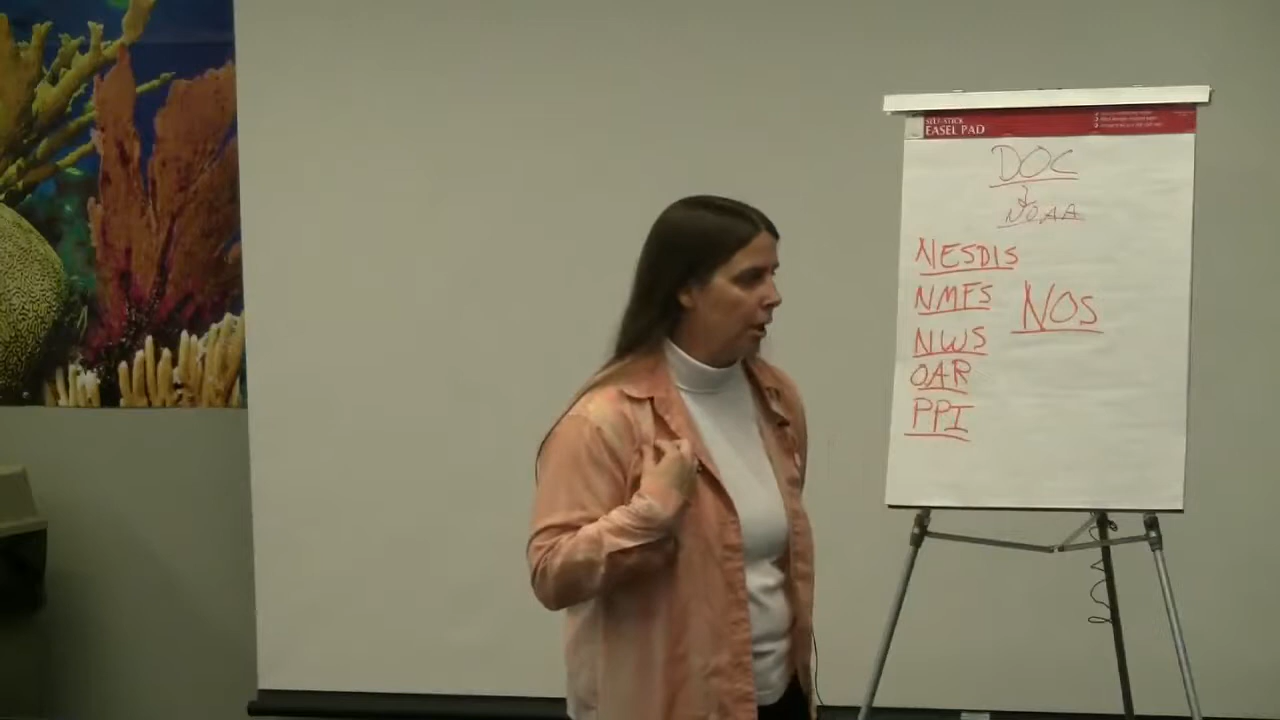 SELF-STICK
EASEL PAD
DOC
NOAA
NESDIS
NMFS
NOS
NWS
OAR
PPI